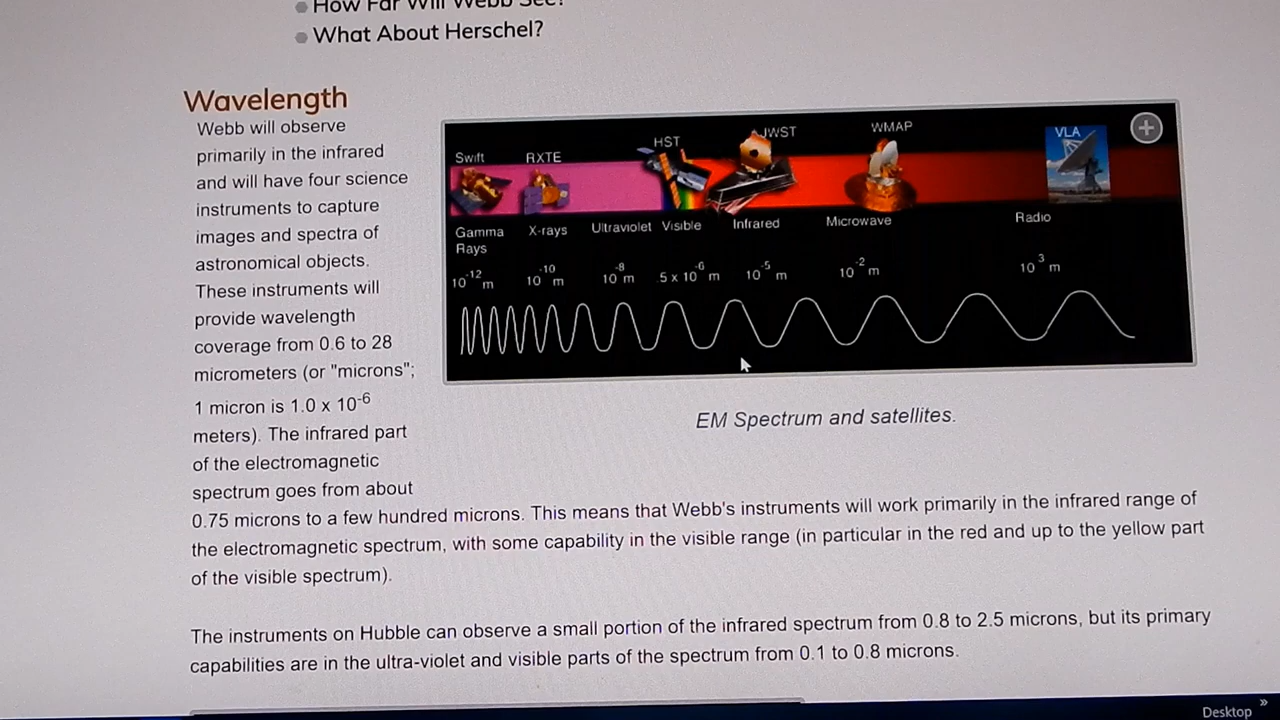 How Far Will Webb See?
What About Herschel?
Wavelength
Webb will observe
primarily in the infrared
and will have four science
instruments to capture
images and spectra of
astronomical objects.
These instruments will
provide wavelength
coverage from 0.6 to 28
micrometers (or "microns";
1 micron is 1.0 x 10-6
meters). The infrared part
of the electromagnetic
spectrum goes from about
0.75 microns to a few hundred microns. This means that Webb's instruments will work primarily in the infrared range of
the electromagnetic spectrum, with some capability in the visible range (in particular in the red and up to the yellow part
of the visible spectrum).
Swift RXTE HST JWST WMAP VLA
Gamma Rays X-rays Ultraviolet Visible Infrared Microwave Radio
10-12 m 10-10 m 10-8 m .5 x 10-6 m 10-5 m 10-2 m 10 3 m
EM Spectrum and satellites.
The instruments on Hubble can observe a small portion of the infrared spectrum from 0.8 to 2.5 microns, but its primary
capabilities are in the ultra-violet and visible parts of the spectrum from 0.1 to 0.8 microns.
Desktop »